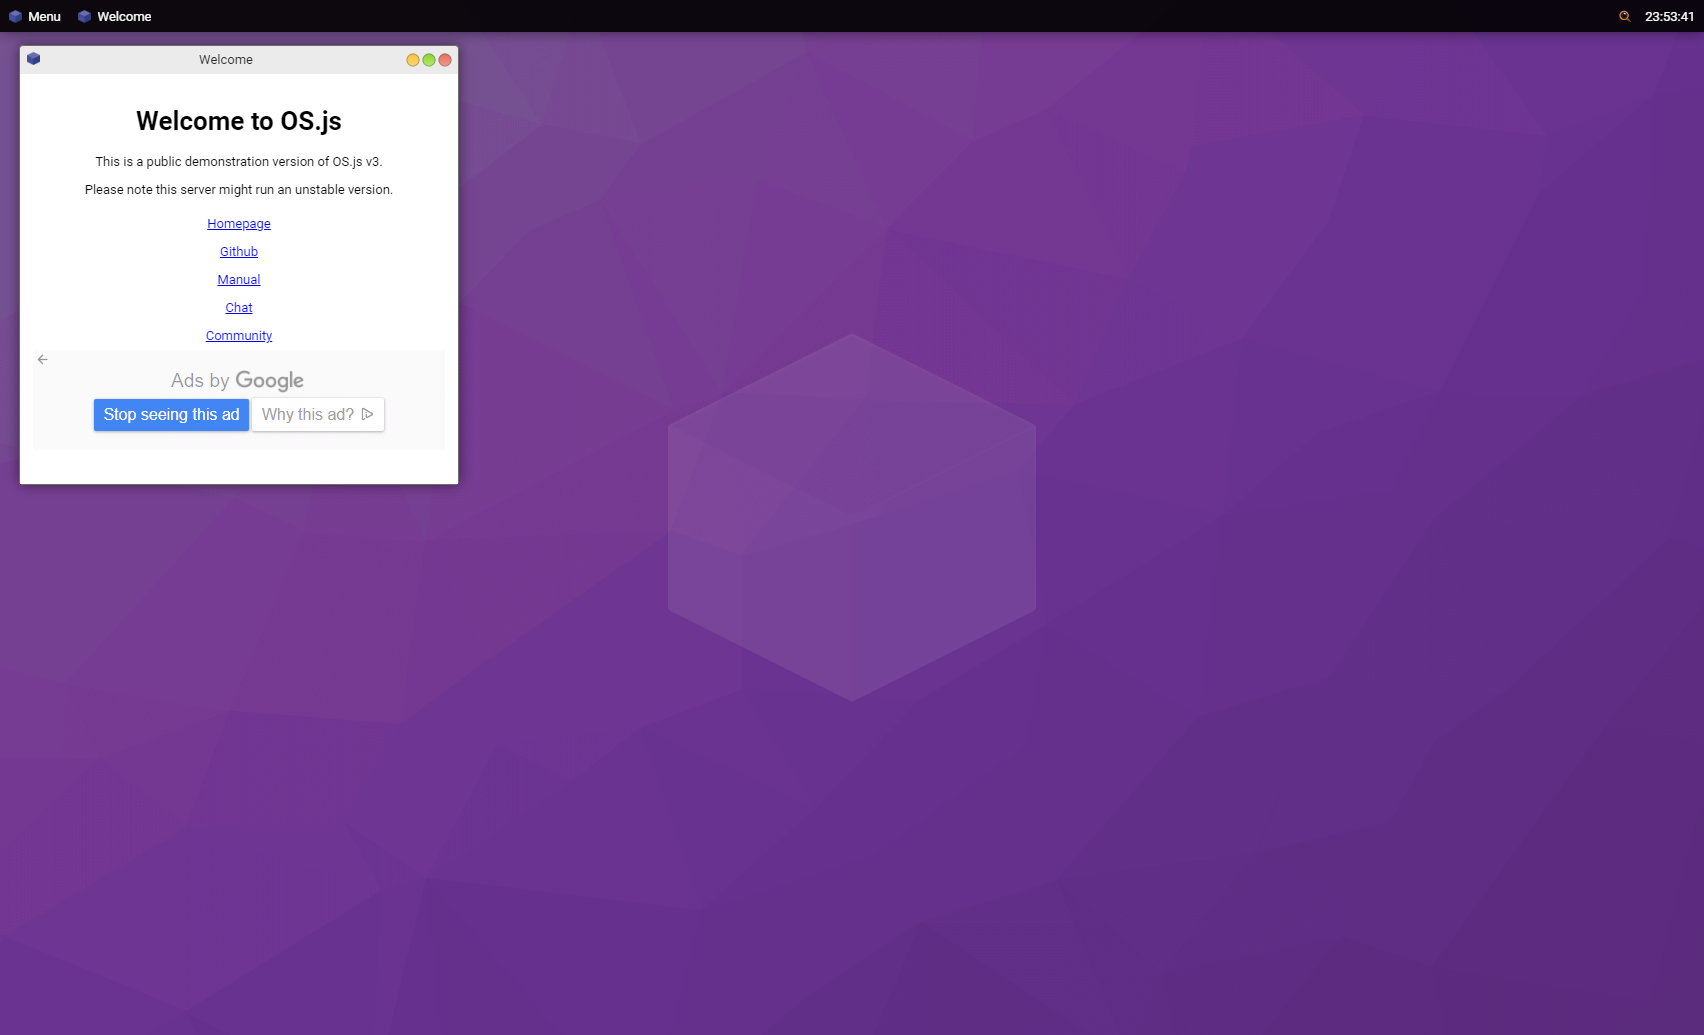 Menu Welcome 23:53:41
Welcome
Welcome to OS.js
This is a public demonstration version of OS.js v3.
Please note this server might run an unstable version.
Homepage
Github
Manual
Chat
Community
Ads by Google
Stop seeing this ad Why this ad?